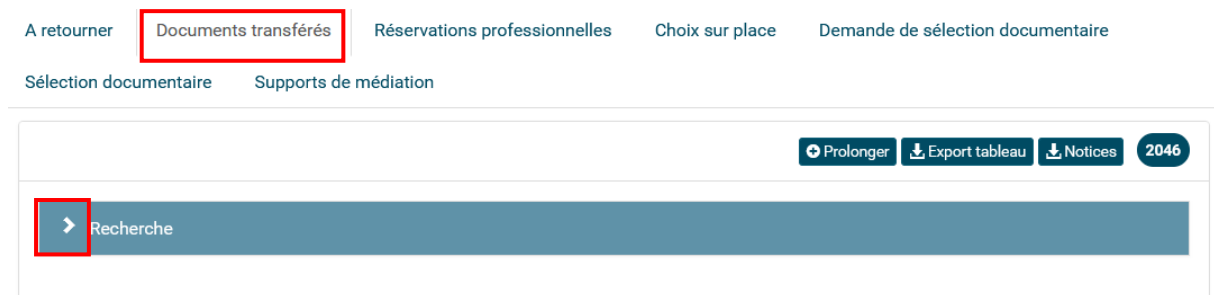 A retourner Documents transférés Réservations professionnelles Choix sur place Demande de sélection documentaire
Sélection documentaire Supports de médiation
Prolonger Export tableau Notices 2046
Recherche